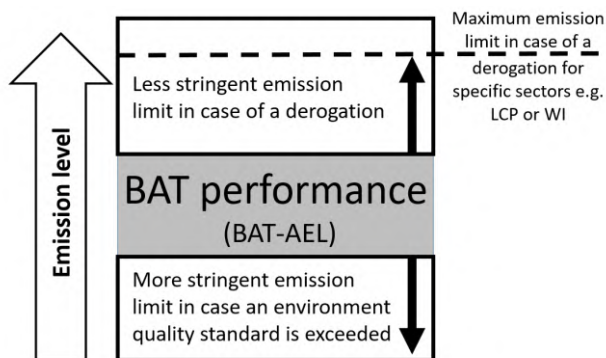 Emission level
Less stringent emission
limit in case of a derogation
BAT performance
(BAT-AEL)
More stringent emission
limit in case an environment
quality standard is exceeded
Maximum emission
limit in case of a
derogation for
specific sectors e.g.
LCP or WI